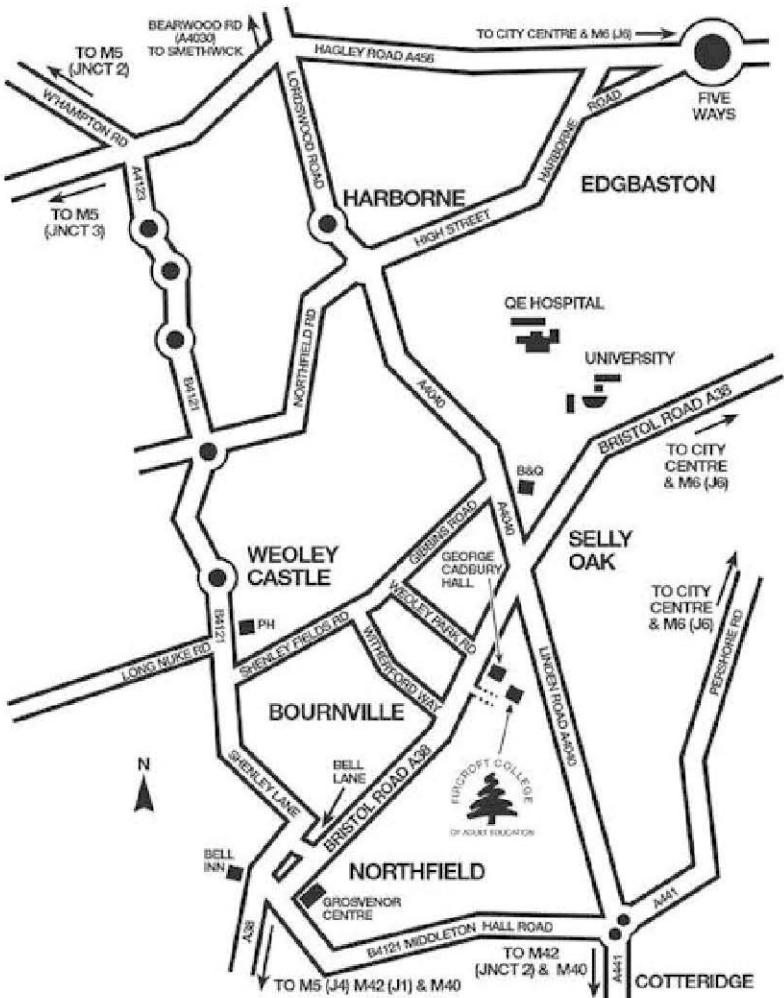 BEARWOOD RD
(A4030)
TO SMETHWICK
TO CITY CENTRE & M6 (J6)
TO M5
(JNCT 2)
HAGLEY ROAD A456
FIVE
WAYS
W'HAMPTON RD
LORDSWOOD ROAD
HARBORNE ROAD
A4123
HARBORNE
EDGBASTON
TO M5
(JNCT 3)
HIGH STREET
QE HOSPITAL
NORTHFIELD RD
UNIVERSITY
B4121
A4040
BRISTOL ROAD A38
TO CITY
CENTRE
& M6 (J6)
B&Q
GIBBINS ROAD
A4040
WEOLEY
CASTLE
GEORGE
CADBURY
HALL
SELLY
OAK
TO CITY
CENTRE
& M6 (J6)
B4121
PH
WEOLEY PARK RD
SHENLEY FIELDS RD
WITHERFORD WAY
LONG NUKE RD
LINDEN ROAD A4040
PERSHORE RD
BOURNVILLE
N
SHENLEY LANE
BELL
LANE
BRISTOL ROAD A38
FIRCROFT COLLEGE
OF ADULT EDUCATION
BELL
INN
NORTHFIELD
GROSVENOR
CENTRE
A441
A38
B4121 MIDDLETON HALL ROAD
TO M5 (J4) M42 (J1) & M40
TO M42
(JNCT 2) & M40
A441
COTTERIDGE